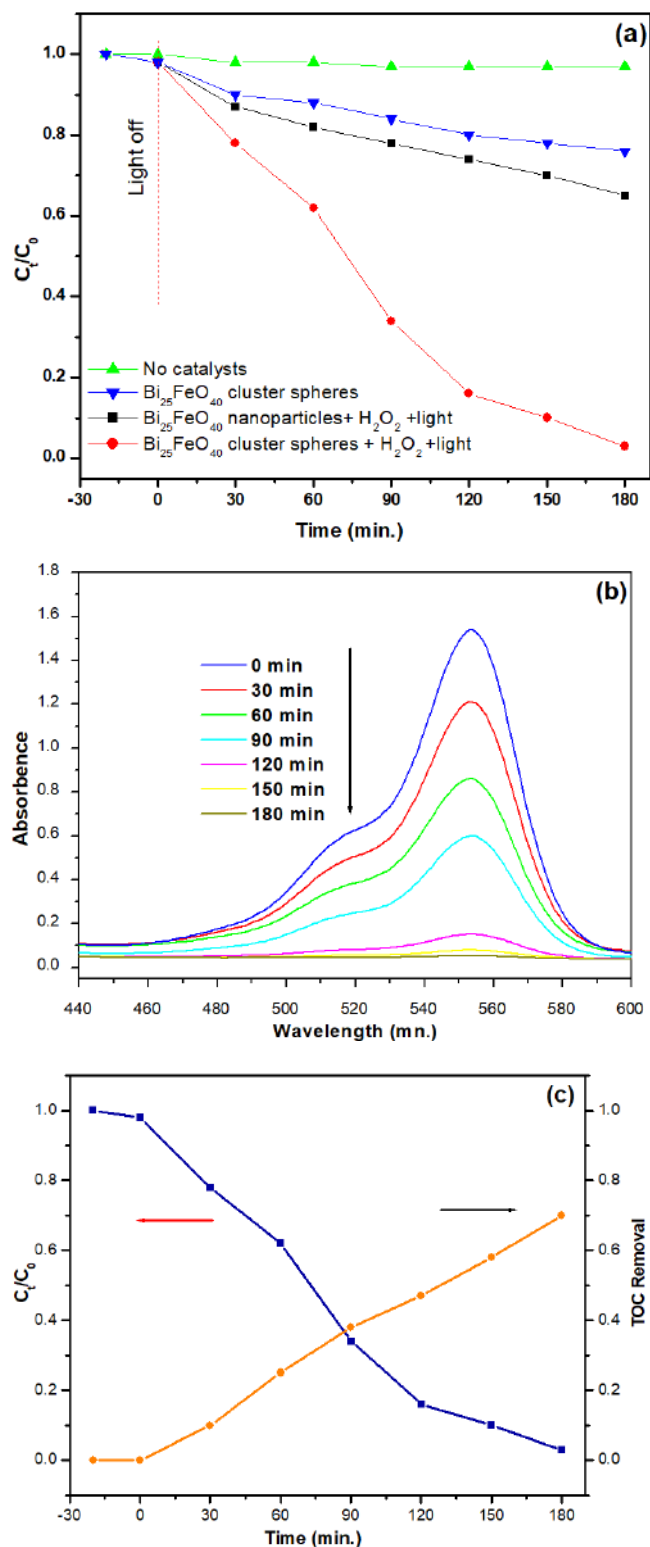 (a)
1.0
0.8
0.6
0.4
0.2
0.0
Ct/C0
Light off
No catalysts
Bi25FeO40 cluster spheres
Bi25FeO40 nanoparticles+ H2O2 +light
Bi25FeO40 cluster spheres + H2O2 +light
-30 0 30 60 90 120 150 180
Time (min.)
(b)
1.8
1.6
1.4
1.2
1.0
0.8
0.6
0.4
0.2
0.0
Absorbence
0 min
30 min
60 min
90 min
120 min
150 min
180 min
440 460 480 500 520 540 560 580 600
Wavelength (mn.)
(c)
1.0
0.8
0.6
0.4
0.2
0.0
Ct/C0
1.0
0.8
0.6
0.4
0.2
0.0
TOC Removal
-30 0 30 60 90 120 150 180
Time (min.)